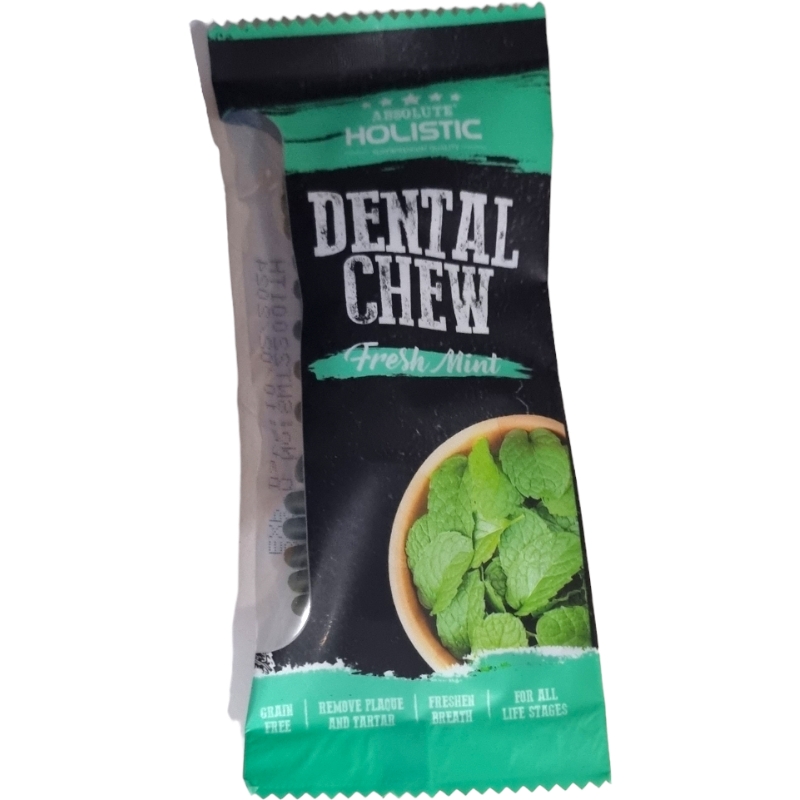 ABSOLUTE
HOLISTIC
DENTAL
CHEW
Fresh Mint
GRAIN
FREE
REMOVE PLAQUE
AND TARTAR
FRESHEN
BREATH
FOR ALL
LIFE STAGES